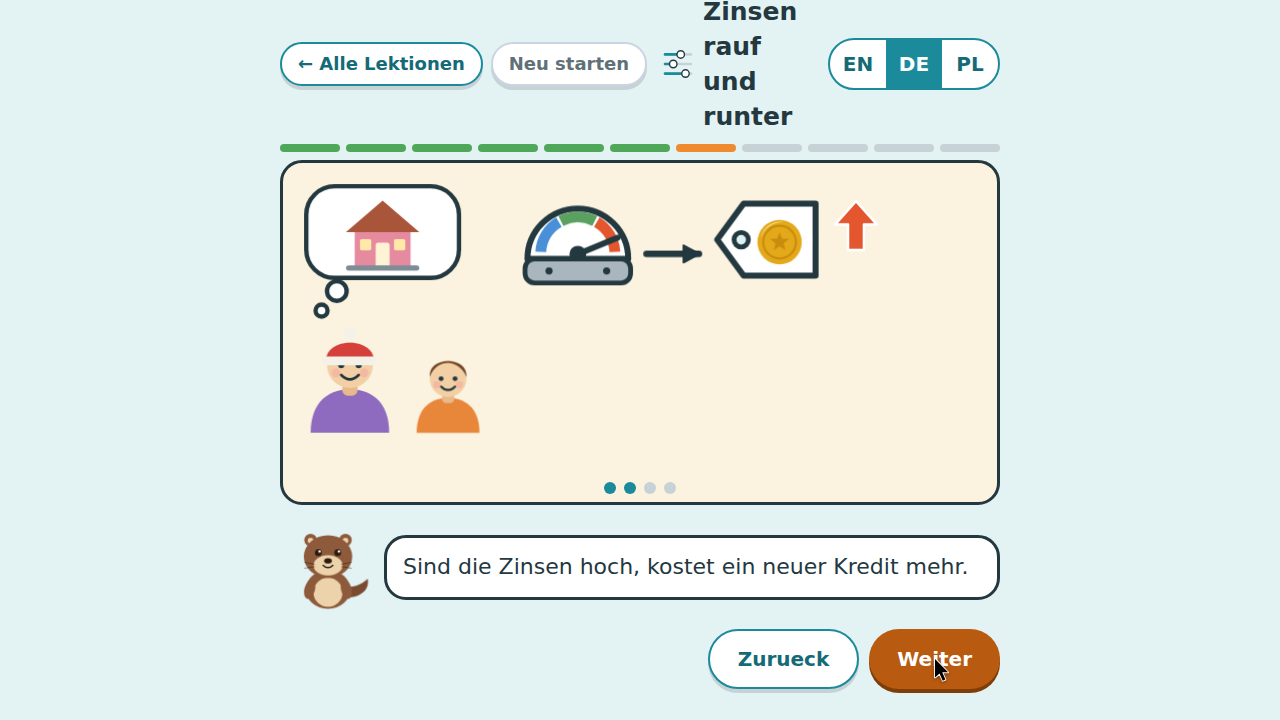 ← Alle Lektionen
Neu starten
Zinsen
rauf
und
runter
EN DE PL
Sind die Zinsen hoch, kostet ein neuer Kredit mehr.
Zurueck
Weiter